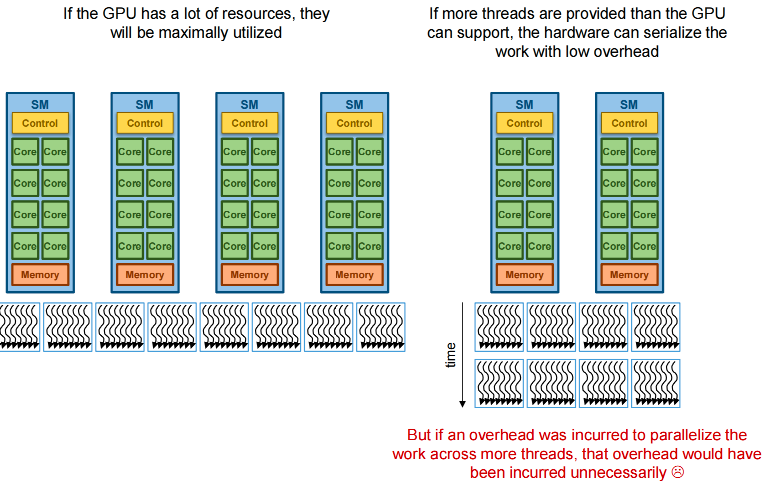 If the GPU has a lot of resources, they
will be maximally utilized
If more threads are provided than the GPU
can support, the hardware can serialize the
work with low overhead
SM
Control
Core Core
Core Core
Core Core
Core Core
Memory
SM
Control
Core Core
Core Core
Core Core
Core Core
Memory
SM
Control
Core Core
Core Core
Core Core
Core Core
Memory
SM
Control
Core Core
Core Core
Core Core
Core Core
Memory
SM
Control
Core Core
Core Core
Core Core
Core Core
Memory
SM
Control
Core Core
Core Core
Core Core
Core Core
Memory
time
But if an overhead was incurred to parallelize the
work across more threads, that overhead would have
been incurred unnecessarily ☹